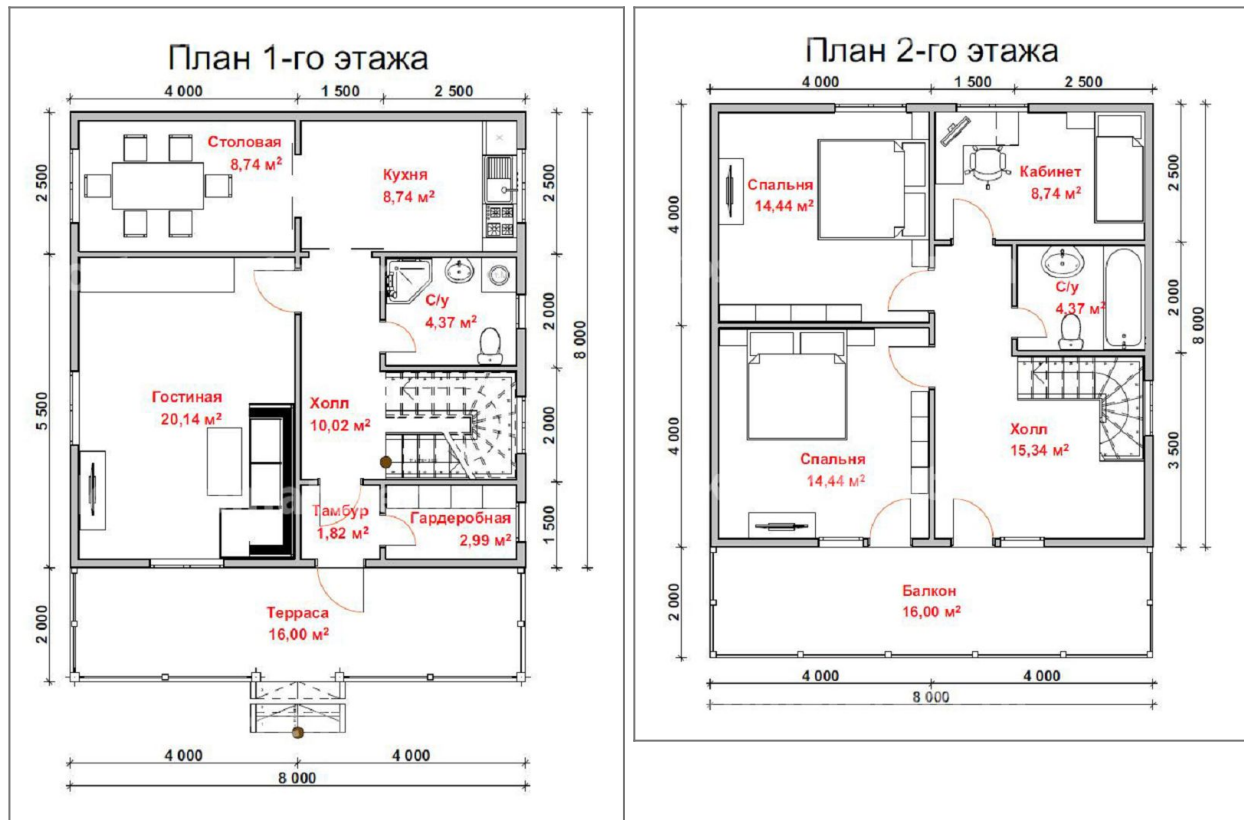 План 1-го этажа
4 000
1 500
2 500
Столовая
8,74 м²
Кухня
8,74 м²
2 500
2 500
С/у
4,37 м²
2 000
8 000
Гостиная
20,14 м²
Холл
10,02 м²
5 500
2 000
Тамбур
1,82 м²
Гардеробная
2,99 м²
1 500
Терраса
16,00 м²
2 000
4 000
4 000
8 000
План 2-го этажа
4 000
1 500
2 500
Спальня
14,44 м²
Кабинет
8,74 м²
4 000
2 500
С/у
4,37 м²
2 000
8 000
Спальня
14,44 м²
Холл
15,34 м²
4 000
3 500
Балкон
16,00 м²
2 000
4 000
4 000
8 000